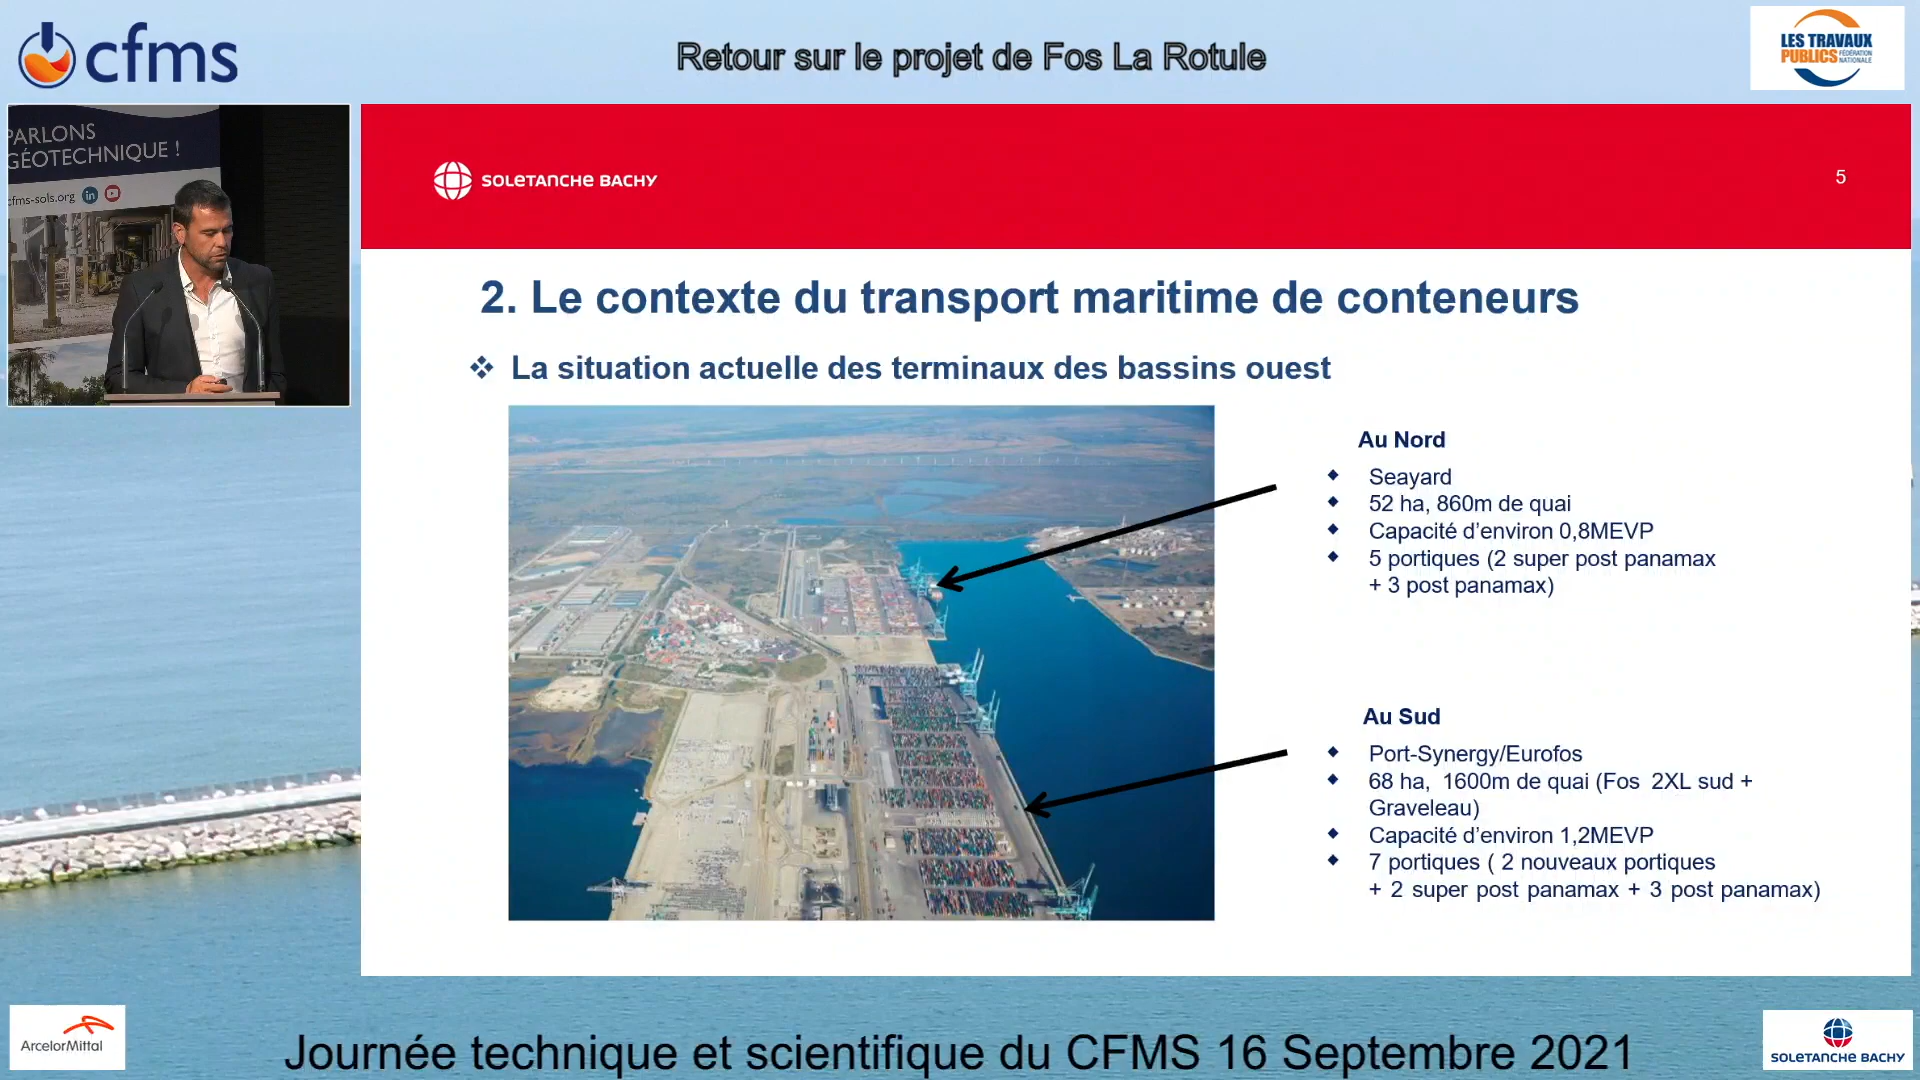 cfms
Retour sur le projet de Fos La Rotule
LES TRAVAUX
PUBLICS FÉDÉRATION
NATIONALE
PARLONS
GÉOTECHNIQUE !
cfms-sols.org
SOLETANCHE BACHY
5
2. Le contexte du transport maritime de conteneurs
La situation actuelle des terminaux des bassins ouest
Au Nord
Seayard
52 ha, 860m de quai
Capacité d'environ 0,8MEVP
5 portiques (2 super post panamax
+ 3 post panamax)
Au Sud
Port-Synergy/Eurofos
68 ha, 1600m de quai (Fos 2XL sud +
Graveleau)
Capacité d'environ 1,2MEVP
7 portiques ( 2 nouveaux portiques
+ 2 super post panamax + 3 post panamax)
ArcelorMittal
Journée technique et scientifique du CFMS 16 Septembre 2021
SOLETANCHE BACHY